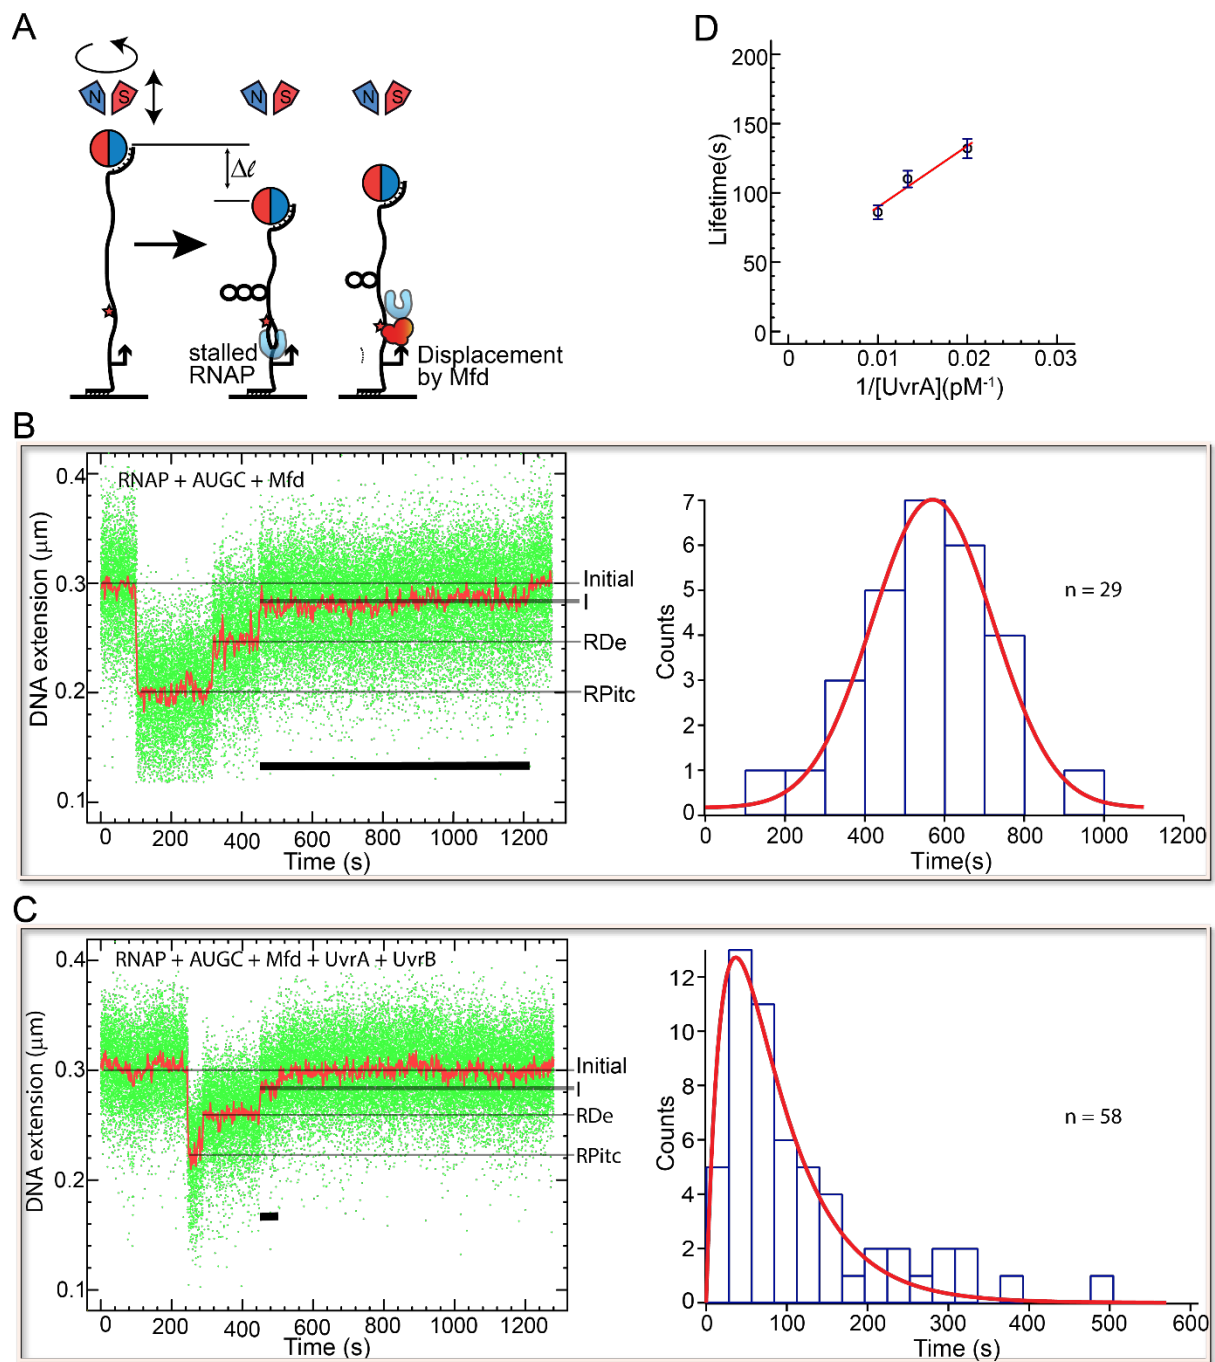 A
N S
N S
N S
Δℓ
stalled
RNAP
Displacement
by Mfd
D
200
150
100
50
0
Lifetime(s)
0 0.01 0.02 0.03
1/[UvrA](pM⁻¹)
B
RNAP + AUGC + Mfd
0.4
0.3
0.2
0.1
DNA extension (μm)
Initial
I
RDe
RPitc
0 200 400 600 800 1000 1200
Time (s)
7
6
5
4
3
2
1
0
Counts
n = 29
0 200 400 600 800 1000 1200
Time(s)
C
RNAP + AUGC + Mfd + UvrA + UvrB
0.4
0.3
0.2
0.1
DNA extension (μm)
Initial
I
RDe
RPitc
0 200 400 600 800 1000 1200
Time (s)
12
10
8
6
4
2
0
Counts
n = 58
0 100 200 300 400 500 600
Time (s)